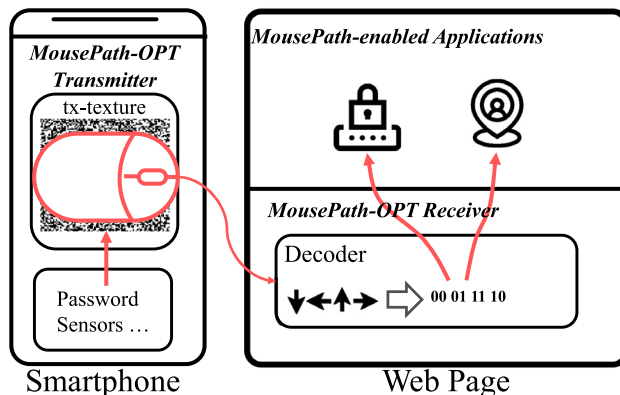 MousePath-OPT
Transmitter
tx-texture
Password
Sensors ...
Smartphone
MousePath-enabled Applications
MousePath-OPT Receiver
Decoder
00 01 11 10
Web Page